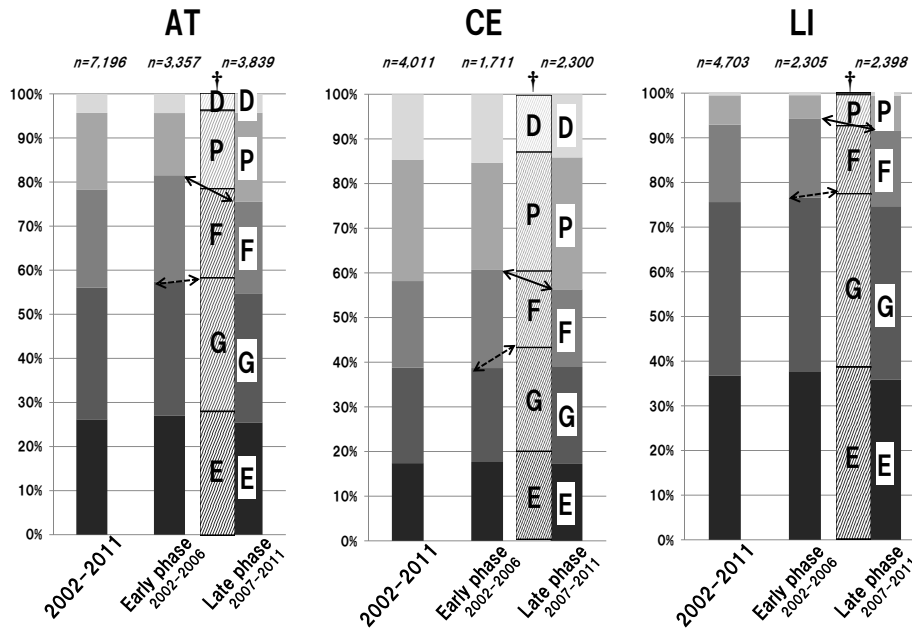 AT
n=7,196 n=3,357 n=3,839
†
100%
90%
80%
70%
60%
50%
40%
30%
20%
10%
0%
D
P
F
G
E
D
P
F
G
E
2002-2011
Early phase
2002-2006
Late phase
2007-2011
CE
n=4,011 n=1,711 n=2,300
†
100%
90%
80%
70%
60%
50%
40%
30%
20%
10%
0%
D
P
F
G
E
D
P
F
G
E
2002-2011
Early phase
2002-2006
Late phase
2007-2011
LI
n=4,703 n=2,305 n=2,398
†
100%
90%
80%
70%
60%
50%
40%
30%
20%
10%
0%
P
F
G
E
P
F
G
E
2002-2011
Early phase
2002-2006
Late phase
2007-2011